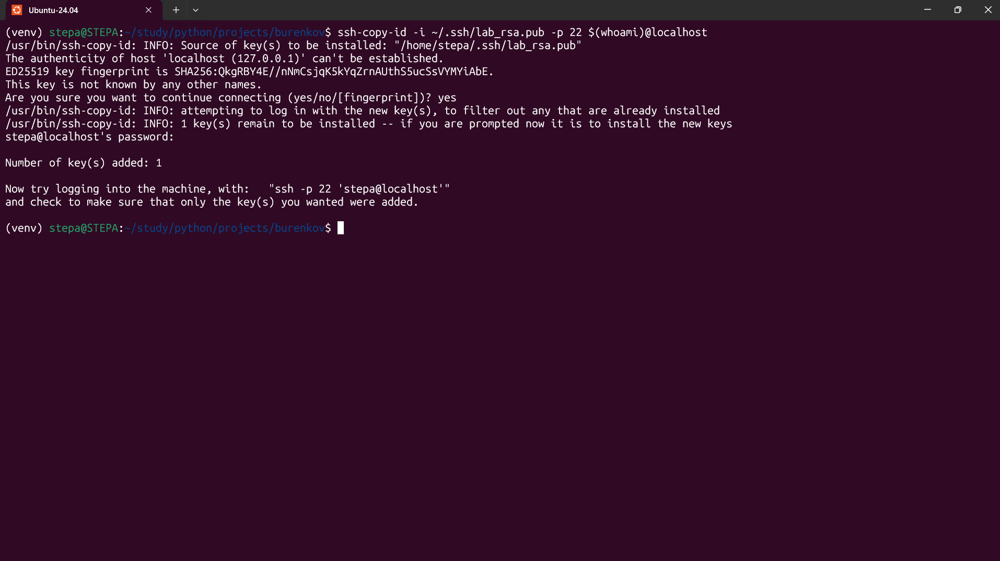 Ubuntu-24.04
(venv) stepa@STEPA:~/study/python/projects/burenkov$ ssh-copy-id -i ~/.ssh/lab_rsa.pub -p 22 $(whoami)@localhost
/usr/bin/ssh-copy-id: INFO: Source of key(s) to be installed: "/home/stepa/.ssh/lab_rsa.pub"
The authenticity of host 'localhost (127.0.0.1)' can't be established.
ED25519 key fingerprint is SHA256:QkgRBY4E//nNmCsjqK5kYqZrnAUthS5ucSsVYMYiAbE.
This key is not known by any other names.
Are you sure you want to continue connecting (yes/no/[fingerprint])? yes
/usr/bin/ssh-copy-id: INFO: attempting to log in with the new key(s), to filter out any that are already installed
/usr/bin/ssh-copy-id: INFO: 1 key(s) remain to be installed -- if you are prompted now it is to install the new keys
stepa@localhost's password:
Number of key(s) added: 1
Now try logging into the machine, with:   "ssh -p 22 'stepa@localhost'"
and check to make sure that only the key(s) you wanted were added.
(venv) stepa@STEPA:~/study/python/projects/burenkov$